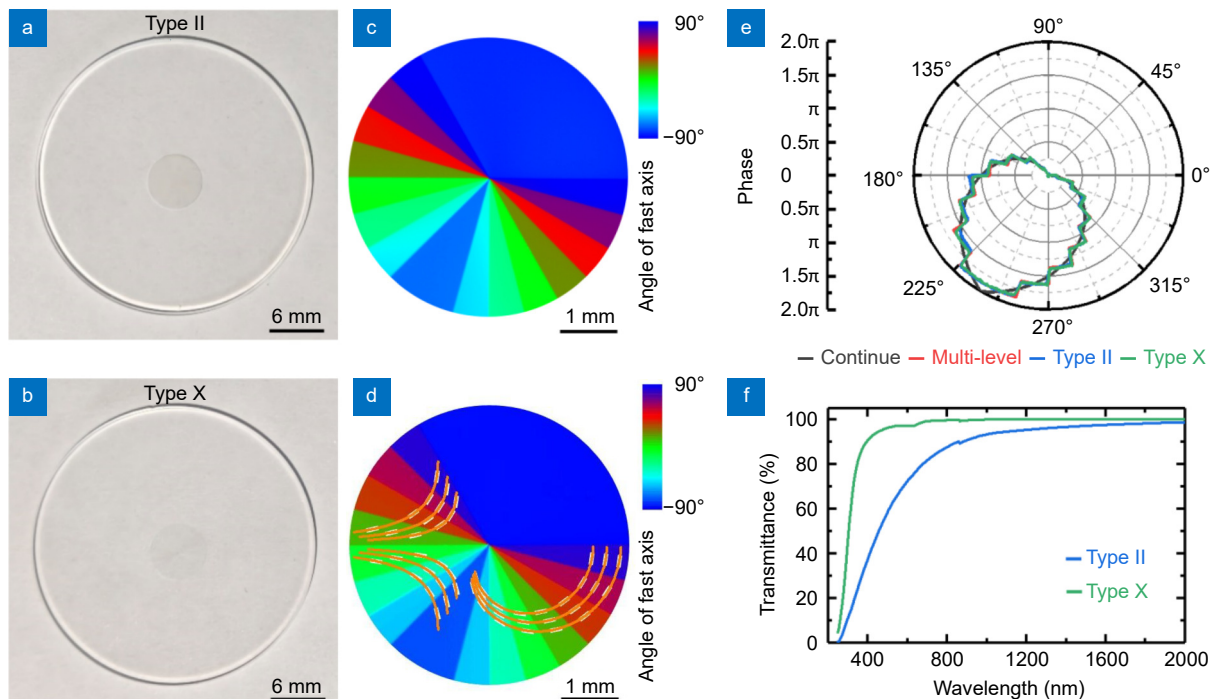 a
Type II
6 mm
c
90°
−90°
Angle of fast axis
1 mm
e
Phase
2.0π
1.5π
π
0.5π
0
0.5π
π
1.5π
2.0π
90°
135°
45°
180°
0°
225°
315°
270°
Continue Multi-level Type II Type X
b
Type X
6 mm
d
90°
−90°
Angle of fast axis
1 mm
f
Transmittance (%)
100
80
60
40
20
0
Type II
Type X
400 800 1200 1600 2000
Wavelength (nm)